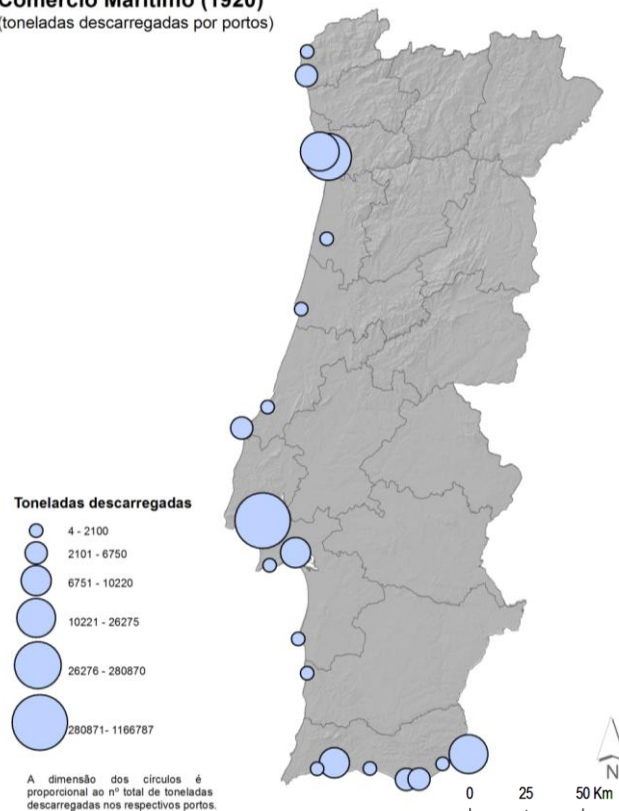 Comércio Marítimo (1920)
(toneladas descarregadas por portos)
Toneladas descarregadas
4 - 2100
2101 - 6750
6751 - 10220
10221 - 26275
26276 - 280870
280871- 1166787
A dimensão dos círculos é
proporcional ao nº total de toneladas
descarregadas nos respectivos portos.
N
0 25 50 Km